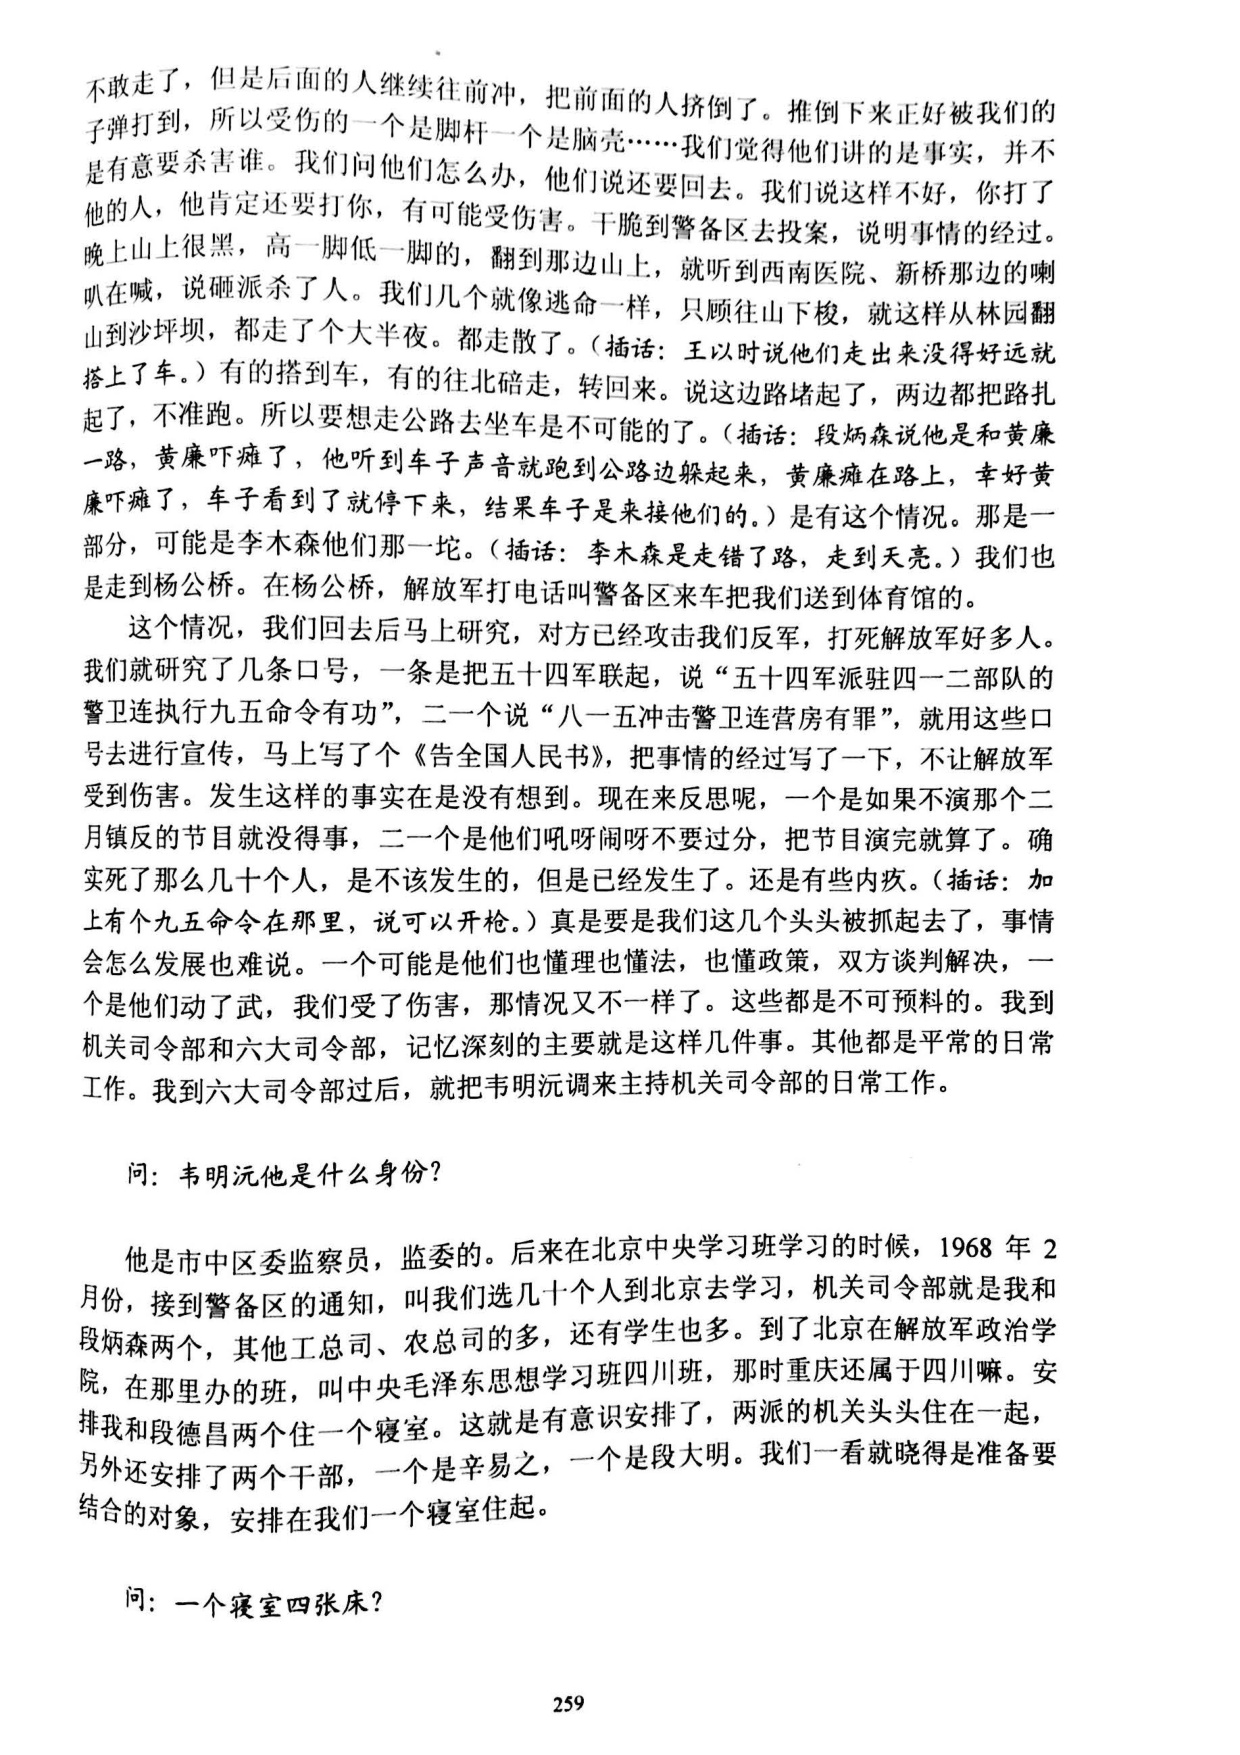 不敢走了，但是后面的人继续往前冲，把前面的人挤倒了。推倒下来正好被我们的
子弹打到，所以受伤的一个是脚杆一个是脑壳……我们觉得他们讲的是事实，并不
是有意要杀害谁。我们问他们怎么办，他们说还要回去。我们说这样不好，你打了
他的人，他肯定还要打你，有可能受伤害。干脆到警备区去投案，说明事情的经过。
晚上山上很黑，高一脚低一脚的，翻到那边山上，就听到西南医院、新桥那边的喇
叭在喊，说砸派杀了人。我们几个就像逃命一样，只顾往山下梭，就这样从林园翻
山到沙坪坝，都走了个大半夜。都走散了。（插话：王以时说他们走出来没得好远就
搭上了车。）有的搭到车，有的往北碚走，转回来。说这边路堵起了，两边都把路扎
起了，不准跑。所以要想走公路去坐车是不可能的了。（插话：段炳森说他是和黄廉
一路，黄廉吓瘫了，他听到车子声音就跑到公路边躲起来，黄廉瘫在路上，幸好黄
廉吓瘫了，车子看到了就停下来，结果车子是来接他们的。）是有这个情况。那是一
部分，可能是李木森他们那一坨。（插话：李木森是走错了路，走到天亮。）我们也
是走到杨公桥。在杨公桥，解放军打电话叫警备区来车把我们送到体育馆的。
这个情况，我们回去后马上研究，对方已经攻击我们反军，打死解放军好多人。
我们就研究了几条口号，一条是把五十四军联起，说“五十四军派驻四一二部队的
警卫连执行九五命令有功”，二一个说“八一五冲击警卫连营房有罪”，就用这些口
号去进行宣传，马上写了个《告全国人民书》，把事情的经过写了一下，不让解放军
受到伤害。发生这样的事实在是没有想到。现在来反思呢，一个是如果不演那个二
月镇反的节目就没得事，二一个是他们吼呀闹呀不要过分，把节目演完就算了。确
实死了那么几十个人，是不该发生的，但是已经发生了。还是有些内疚。（插话：加
上有个九五命令在那里，说可以开枪。）真是要是我们这几个头头被抓起去了，事情
会怎么发展也难说。一个可能是他们也懂理也懂法，也懂政策，双方谈判解决，一
个是他们动了武，我们受了伤害，那情况又不一样了。这些都是不可预料的。我到
机关司令部和六大司令部，记忆深刻的主要就是这样几件事。其他都是平常的日常
工作。我到六大司令部过后，就把韦明沅调来主持机关司令部的日常工作。
问：韦明沅他是什么身份？
他是市中区委监察员，监委的。后来在北京中央学习班学习的时候，1968 年 2
月份，接到警备区的通知，叫我们选几十个人到北京去学习，机关司令部就是我和
段炳森两个，其他工总司、农总司的多，还有学生也多。到了北京在解放军政治学
院，在那里办的班，叫中央毛泽东思想学习班四川班，那时重庆还属于四川嘛。安
排我和段德昌两个住一个寝室。这就是有意识安排了，两派的机关头头住在一起，
另外还安排了两个干部，一个是辛易之，一个是段大明。我们一看就晓得是准备要
结合的对象，安排在我们一个寝室住起。
问：一个寝室四张床？
259